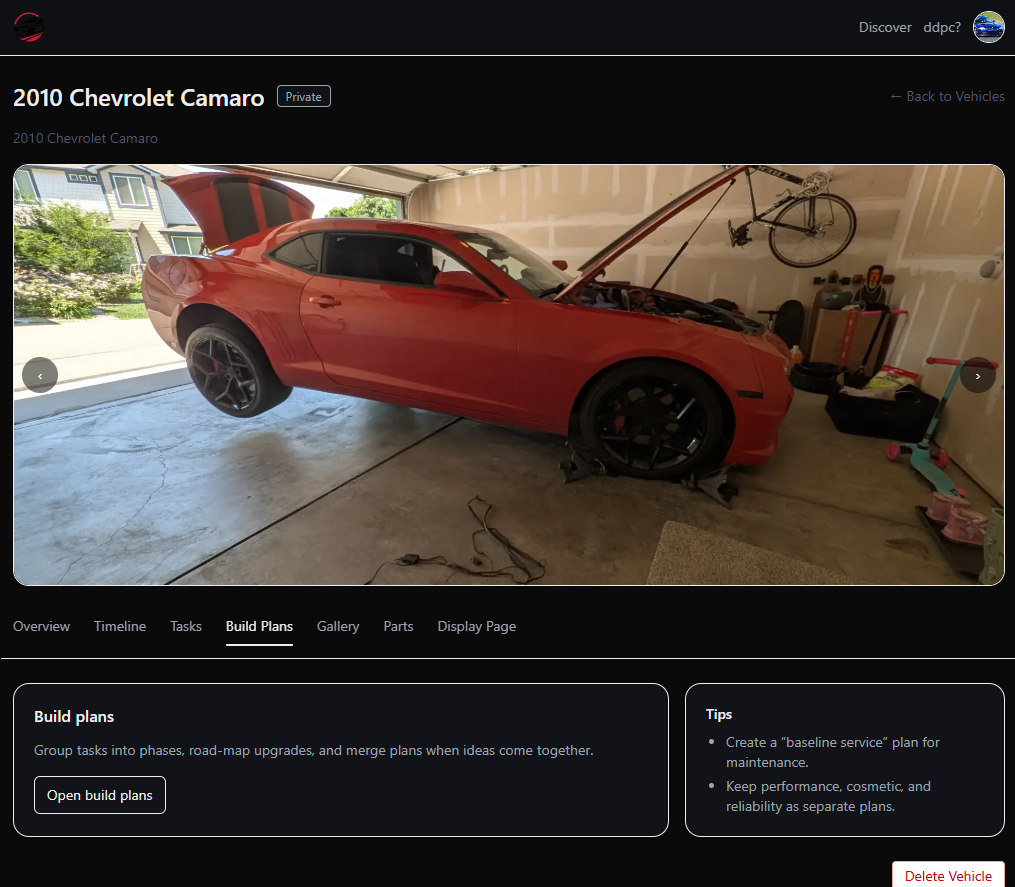 Discover ddpc?
2010 Chevrolet Camaro Private
← Back to Vehicles
2010 Chevrolet Camaro
‹ ›
Overview Timeline Tasks Build Plans Gallery Parts Display Page
Build plans
Group tasks into phases, road-map upgrades, and merge plans when ideas come together.
Open build plans
Tips
• Create a “baseline service” plan for
maintenance.
• Keep performance, cosmetic, and
reliability as separate plans.
Delete Vehicle